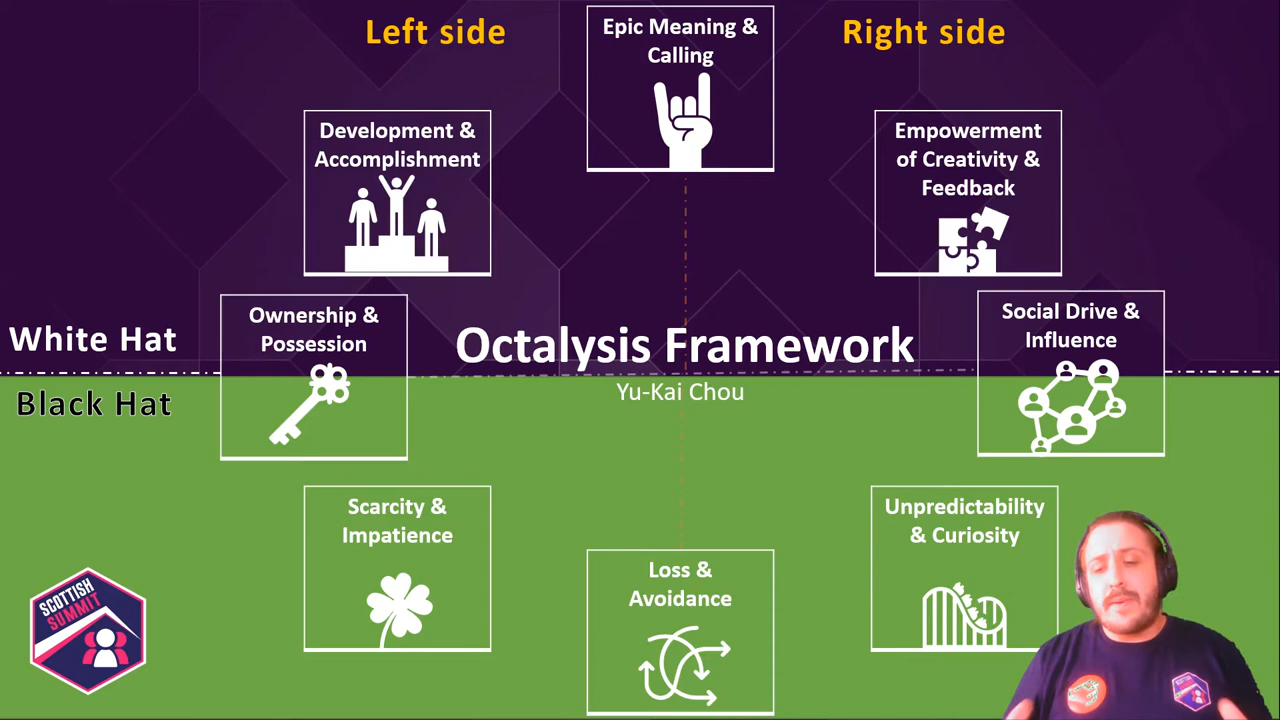 Left side
Epic Meaning &
Calling
Right side
Development &
Accomplishment
Empowerment
of Creativity &
Feedback
Ownership &
Possession
Social Drive &
Influence
White Hat
Octalysis Framework
Black Hat
Yu-Kai Chou
Scarcity &
Impatience
Unpredictability
& Curiosity
Loss &
Avoidance
SCOTTISH
SUMMIT